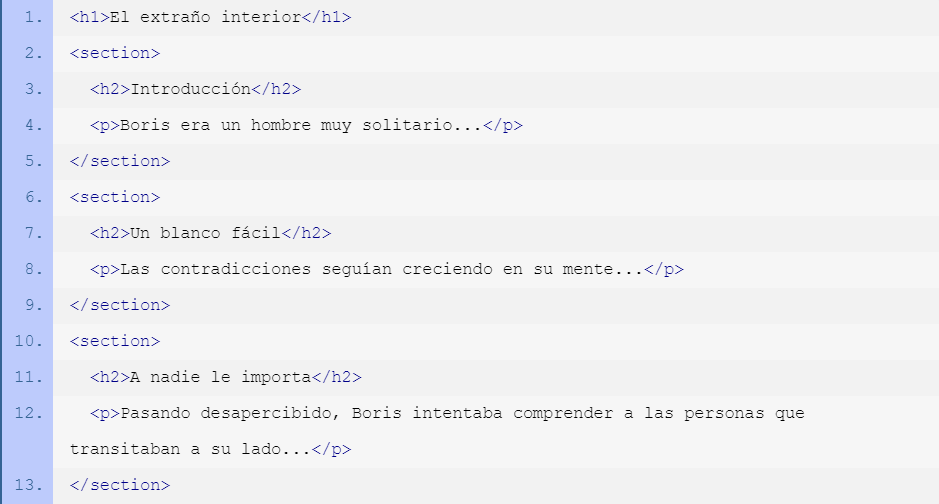 1. <h1>El extraño interior</h1>
2. <section>
3.   <h2>Introducción</h2>
4.   <p>Boris era un hombre muy solitario...</p>
5. </section>
6. <section>
7.   <h2>Un blanco fácil</h2>
8.   <p>Las contradicciones seguían creciendo en su mente...</p>
9. </section>
10. <section>
11.   <h2>A nadie le importa</h2>
12.   <p>Pasando desapercibido, Boris intentaba comprender a las personas que
transitaban a su lado...</p>
13. </section>